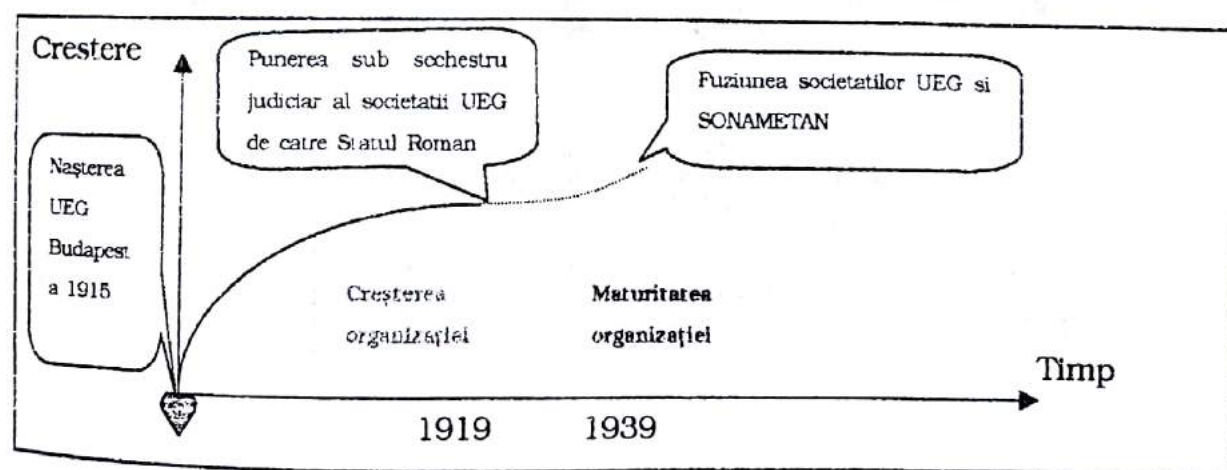 Crestere
Punerea sub sechestru
judiciar al societatii UEG
de catre Statul Roman
Fuziunea societatilor UEG si
SONAMETAN
Nașterea
UEG
Budapest
a 1915
Creșterea
organizației
Maturitatea
organizației
Timp
1919
1939